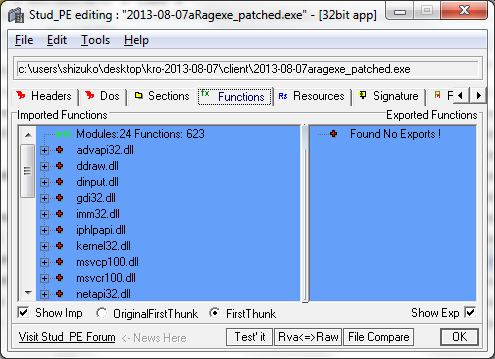 Stud_PE editing : "2013-08-07aRagexe_patched.exe" - [32bit app]
File Edit Tools Help
c:\users\shizuko\desktop\kro-2013-08-07\client\2013-08-07aragexe_patched.exe
Headers Dos Sections fx Functions Rs Resources Signature F
Imported Functions Exported Functions
Modules:24 Functions: 623 Found No Exports !
advapi32.dll
ddraw.dll
dinput.dll
gdi32.dll
imm32.dll
iphlpapi.dll
kernel32.dll
msvcp100.dll
msvcr100.dll
netapi32.dll
Show Imp OriginalFirstThunk FirstThunk Show Exp
Visit Stud_PE Forum <- News Here Test' it Rva<=>Raw File Compare OK